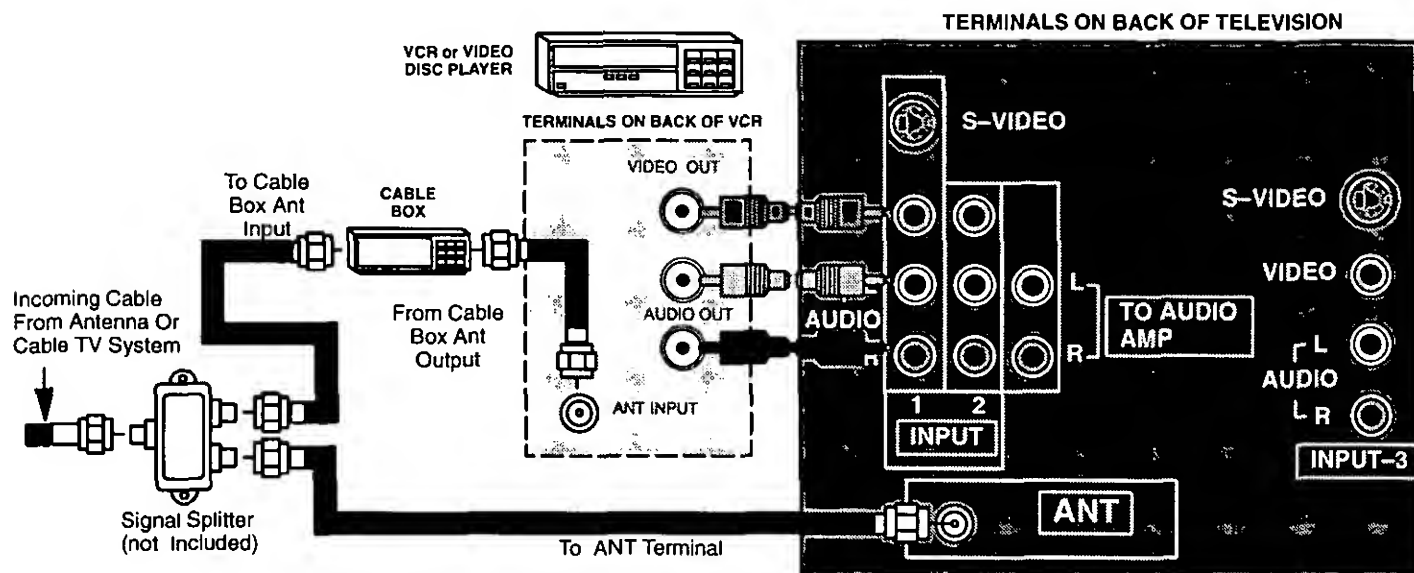 TERMINALS ON BACK OF TELEVISION
VCR or VIDEO
DISC PLAYER
TERMINALS ON BACK OF VCR
S–VIDEO
VIDEO OUT
To Cable
Box Ant
Input
CABLE
BOX
S–VIDEO
VIDEO
Incoming Cable
From Antenna Or
Cable TV System
From Cable
Box Ant
Output
AUDIO OUT
L
AUDIO
R
L
R
TO AUDIO
AMP
L
AUDIO
R
ANT INPUT
1 2
INPUT
INPUT–3
Signal Splitter
(not Included)
To ANT Terminal
ANT